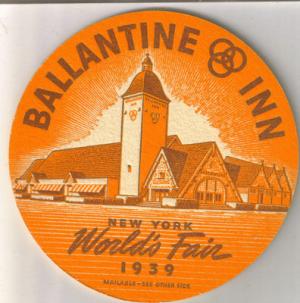 BALLANTINE INN
NEW YORK
World's Fair
1939
MAILABLE - SEE OTHER SIDE